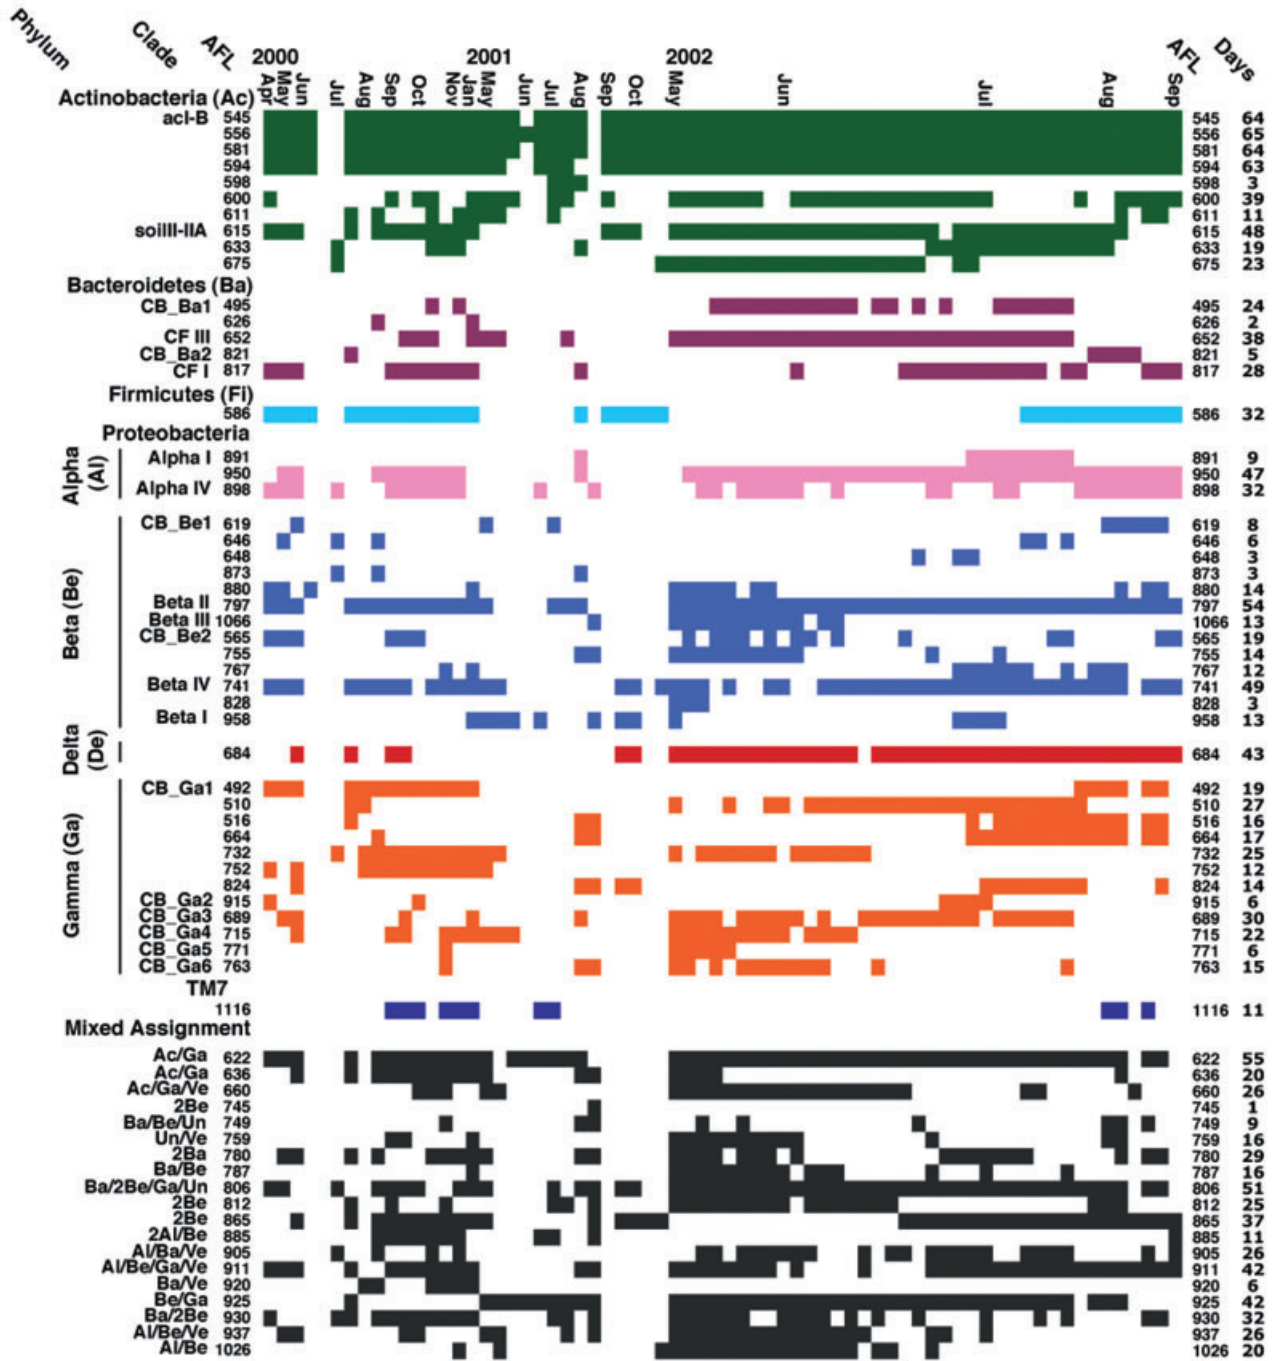 Phylum Clade AFL 2000 2001 2002 AFL Days
Apr May Jun Jul Aug Sep Oct Nov Jan May Jun Jul Aug Sep Oct May Jun Jul Aug Sep
Actinobacteria (Ac)
acI-B 545 545 64
556 556 65
581 581 64
594 594 63
598 598 3
600 600 39
611 611 11
soilII-IIA 615 615 48
633 633 19
675 675 23
Bacteroidetes (Ba)
CB_Ba1 495 495 24
626 626 2
CF III 652 652 38
CB_Ba2 821 821 5
CF I 817 817 28
Firmicutes (Fi)
586 586 32
Proteobacteria
Alpha (Al)
Alpha I 891 891 9
950 950 47
Alpha IV 898 898 32
Beta (Be)
CB_Be1 619 619 8
646 646 6
648 648 3
873 873 3
880 880 14
Beta II 797 797 54
Beta III 1066 1066 13
CB_Be2 565 565 19
755 755 14
767 767 12
Beta IV 741 741 49
828 828 3
Beta I 958 958 13
Delta (De)
684 684 43
Gamma (Ga)
CB_Ga1 492 492 19
510 510 27
516 516 16
664 664 17
732 732 25
752 752 12
824 824 14
CB_Ga2 915 915 6
CB_Ga3 689 689 30
CB_Ga4 715 715 22
CB_Ga5 771 771 6
CB_Ga6 763 763 15
TM7
1116 1116 11
Mixed Assignment
Ac/Ga 622 622 55
Ac/Ga 636 636 20
Ac/Ga/Ve 660 660 26
2Be 745 745 1
Ba/Be/Un 749 749 9
Un/Ve 759 759 16
2Ba 780 780 29
Ba/Be 787 787 16
Ba/2Be/Ga/Un 806 806 51
2Be 812 812 25
2Be 865 865 37
2Al/Be 885 885 11
Al/Ba/Ve 905 905 26
Al/Be/Ga/Ve 911 911 42
Ba/Ve 920 920 6
Be/Ga 925 925 42
Ba/2Be 930 930 32
Al/Be/Ve 937 937 26
Al/Be 1026 1026 20